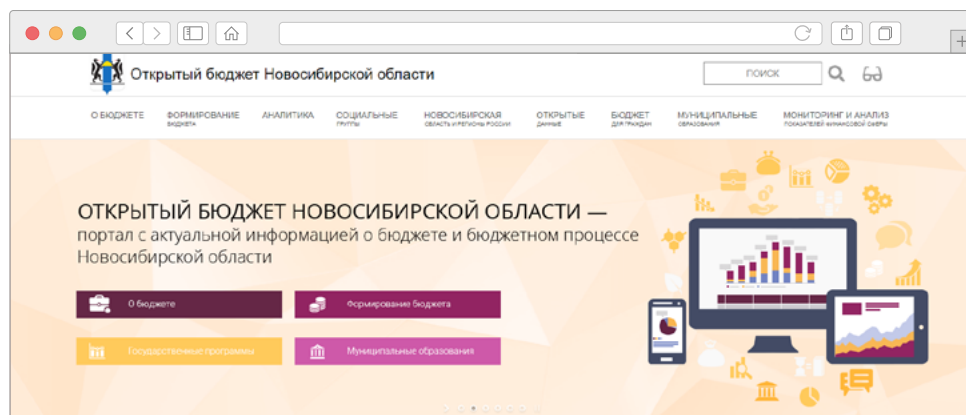 Открытый бюджет Новосибирской области
ПОИСК
О БЮДЖЕТЕ
ФОРМИРОВАНИЕ
БЮДЖЕТА
АНАЛИТИКА
СОЦИАЛЬНЫЕ
ГРУППЫ
НОВОСИБИРСКАЯ
ОБЛАСТЬ И РЕГИОНЫ РОССИИ
ОТКРЫТЫЕ
ДАННЫЕ
БЮДЖЕТ
ДЛЯ ГРАЖДАН
МУНИЦИПАЛЬНЫЕ
ОБРАЗОВАНИЯ
МОНИТОРИНГ И АНАЛИЗ
ПОКАЗАТЕЛЕЙ ФИНАНСОВОЙ СФЕРЫ
ОТКРЫТЫЙ БЮДЖЕТ НОВОСИБИРСКОЙ ОБЛАСТИ —
портал с актуальной информацией о бюджете и бюджетном процессе
Новосибирской области
О бюджете
Формирование бюджета
Государственные программы
Муниципальные образования